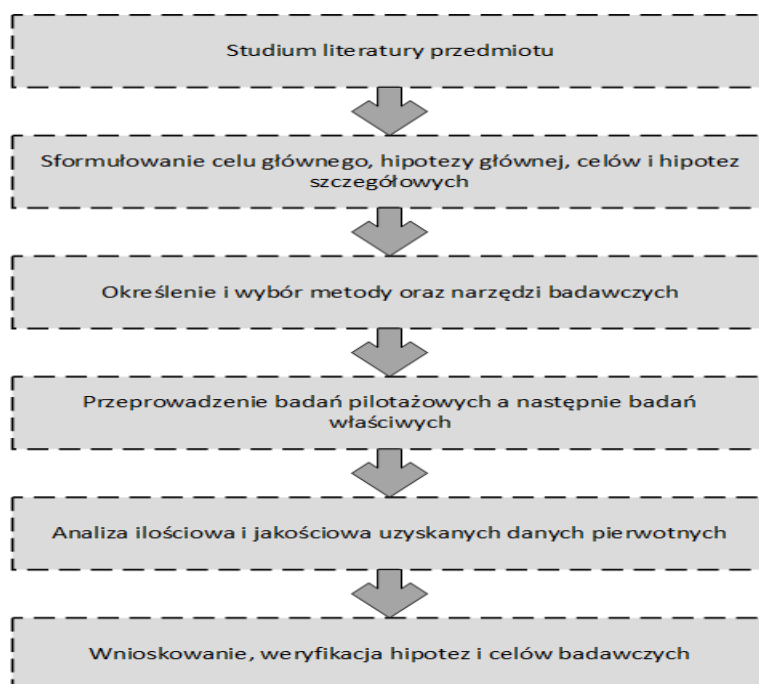 Studium literatury przedmiotu
Sformułowanie celu głównego, hipotezy głównej, celów i hipotez
szczegółowych
Określenie i wybór metody oraz narzędzi badawczych
Przeprowadzenie badań pilotażowych a następnie badań
właściwych
Analiza ilościowa i jakościowa uzyskanych danych pierwotnych
Wnioskowanie, weryfikacja hipotez i celów badawczych